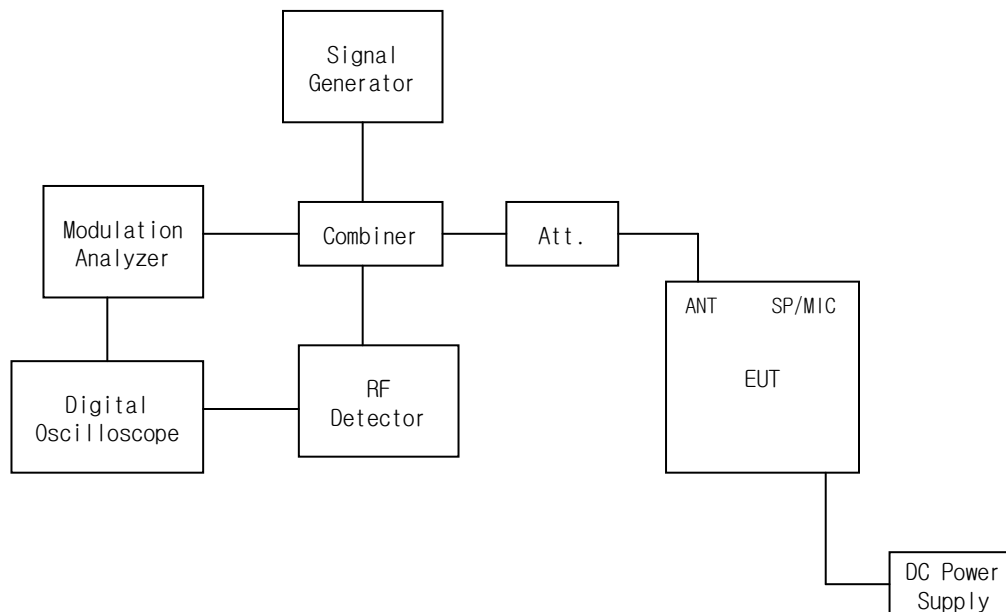 Signal
Generator
Modulation
Analyzer
Combiner
Att.
ANT
SP/MIC
EUT
Digital
Oscilloscope
RF
Detector
DC Power
Supply